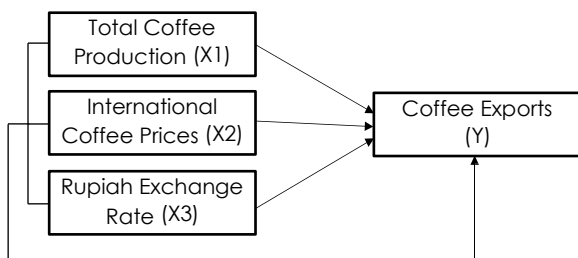 Total Coffee
Production (X1)
International
Coffee Prices (X2)
Rupiah Exchange
Rate (X3)
Coffee Exports
(Y)